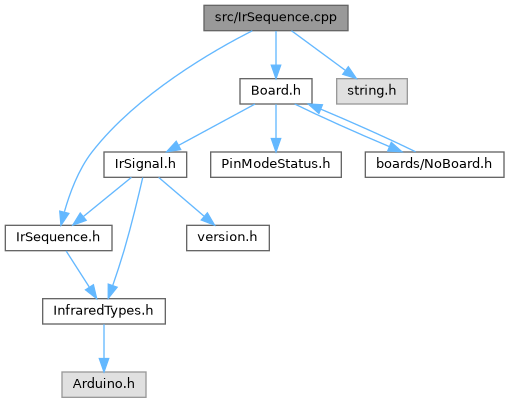 src/IrSequence.cpp
Board.h
string.h
IrSignal.h
PinModeStatus.h
boards/NoBoard.h
IrSequence.h
version.h
InfraredTypes.h
Arduino.h